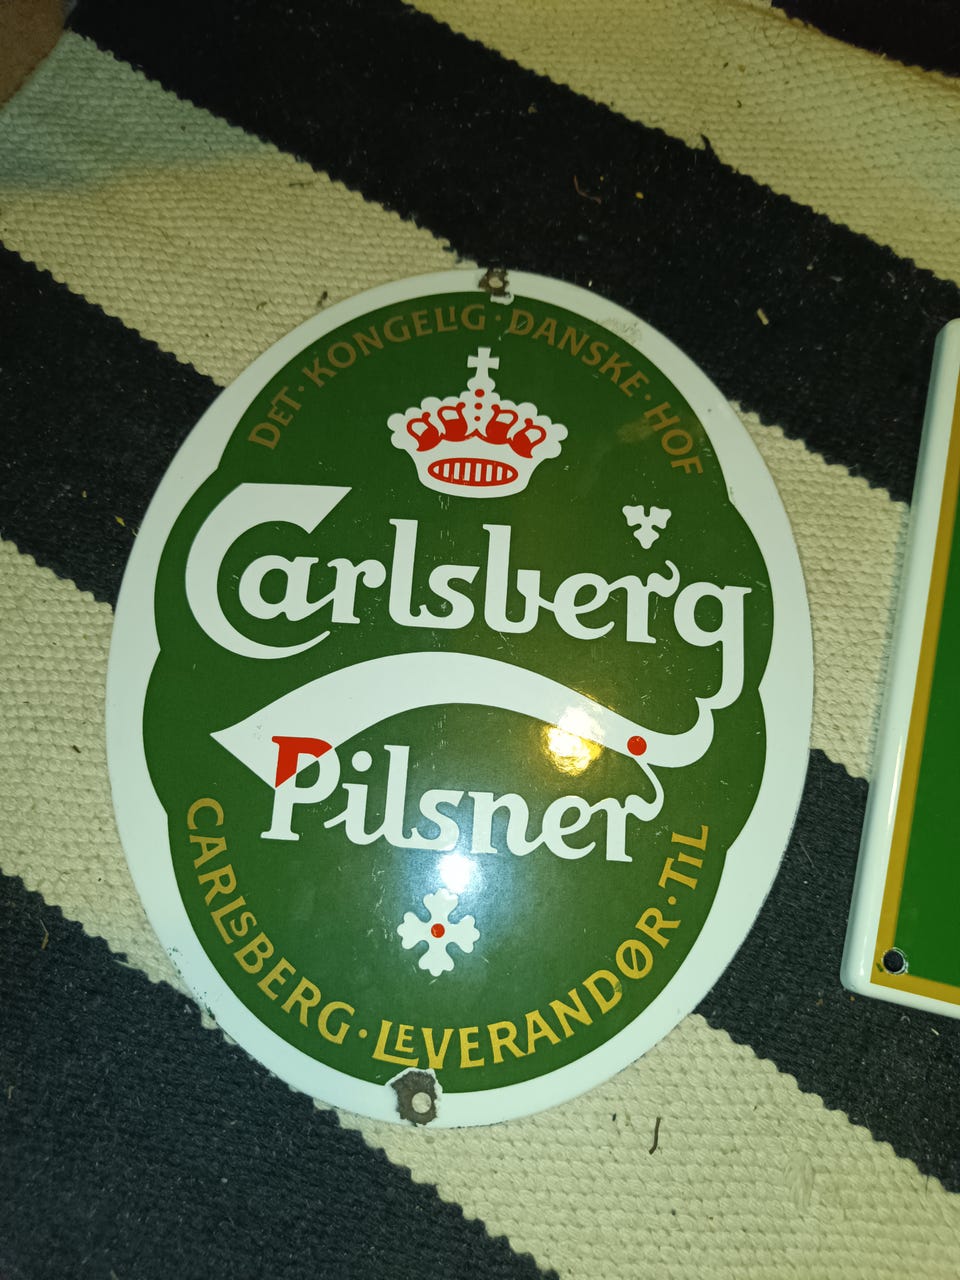 DET · KONGELIG · DANSKE · HOF
Carlsberg
Pilsner
CARLSBERG · LEVERANDØR · TIL